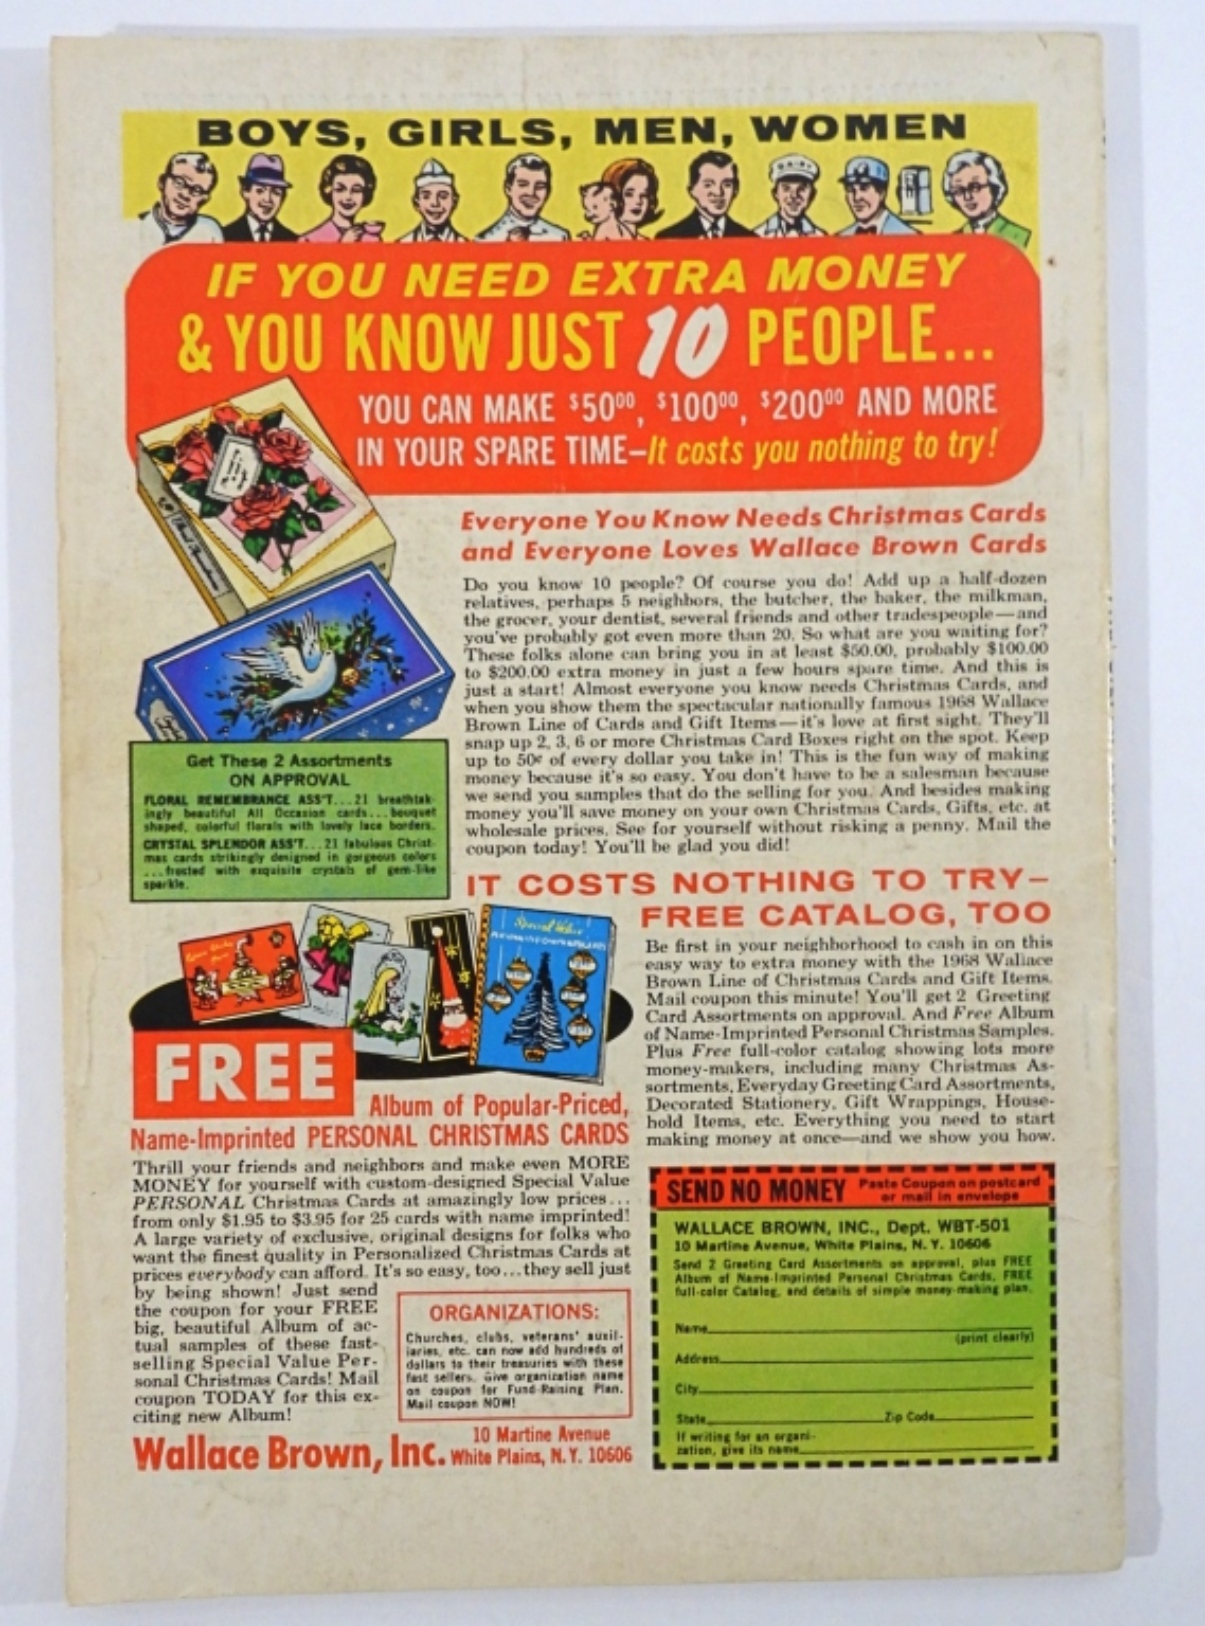 BOYS, GIRLS, MEN, WOMEN
IF YOU NEED EXTRA MONEY
& YOU KNOW JUST 10 PEOPLE...
YOU CAN MAKE $5000, $10000, $20000 AND MORE
IN YOUR SPARE TIME–It costs you nothing to try!
Everyone You Know Needs Christmas Cards
and Everyone Loves Wallace Brown Cards
Do you know 10 people? Of course you do! Add up a half-dozen
relatives, perhaps 5 neighbors, the butcher, the baker, the milkman,
the grocer, your dentist, several friends and other tradespeople—and
you've probably got even more than 20. So what are you waiting for?
These folks alone can bring you in at least $50.00, probably $100.00
to $200.00 extra money in just a few hours spare time. And this is
just a start! Almost everyone you know needs Christmas Cards, and
when you show them the spectacular nationally famous 1968 Wallace
Brown Line of Cards and Gift Items—it's love at first sight. They'll
snap up 2, 3, 6 or more Christmas Card Boxes right on the spot. Keep
up to 50¢ of every dollar you take in! This is the fun way of making
money because it's so easy. You don't have to be a salesman because
we send you samples that do the selling for you. And besides making
money you'll save money on your own Christmas Cards, Gifts, etc. at
wholesale prices. See for yourself without risking a penny. Mail the
coupon today! You'll be glad you did!
Get These 2 Assortments
ON APPROVAL
FLORAL REMEMBRANCE ASS'T...21 breathtak-
ingly beautiful All Occasion cards...bouquet
shaped, colorful florals with lovely lace borders.
CRYSTAL SPLENDOR ASS'T...21 fabulous Christ-
mas cards strikingly designed in gorgeous colors
...frosted with exquisite crystals of gem-like
sparkle.
IT COSTS NOTHING TO TRY–
FREE CATALOG, TOO
Be first in your neighborhood to cash in on this
easy way to extra money with the 1968 Wallace
Brown Line of Christmas Cards and Gift Items.
Mail coupon this minute! You'll get 2 Greeting
Card Assortments on approval. And Free Album
of Name-Imprinted Personal Christmas Samples.
Plus Free full-color catalog showing lots more
money-makers, including many Christmas As-
sortments, Everyday Greeting Card Assortments,
Decorated Stationery, Gift Wrappings, House-
hold Items, etc. Everything you need to start
making money at once—and we show you how.
Special Value
FREE
Album of Popular-Priced,
Name-Imprinted PERSONAL CHRISTMAS CARDS
Thrill your friends and neighbors and make even MORE
MONEY for yourself with custom-designed Special Value
PERSONAL Christmas Cards at amazingly low prices...
from only $1.95 to $3.95 for 25 cards with name imprinted!
A large variety of exclusive, original designs for folks who
want the finest quality in Personalized Christmas Cards at
prices everybody can afford. It's so easy, too...they sell just
by being shown! Just send
the coupon for your FREE
big, beautiful Album of ac-
tual samples of these fast-
selling Special Value Per-
sonal Christmas Cards! Mail
coupon TODAY for this ex-
citing new Album!
ORGANIZATIONS:
Churches, clubs, veterans' auxil-
iaries, etc. can now add hundreds of
dollars to their treasuries with these
fast sellers. Give organization name
on coupon for Fund-Raising Plan.
Mail coupon NOW!
Wallace Brown, Inc.
10 Martine Avenue
White Plains, N.Y. 10606
SEND NO MONEY
Paste Coupon on postcard
or mail in envelope
WALLACE BROWN, INC., Dept. WBT-501
10 Martine Avenue, White Plains, N. Y. 10606
Send 2 Greeting Card Assortments on approval, plus FREE
Album of Name-Imprinted Personal Christmas Cards, FREE
full-color Catalog, and details of simple money-making plan.
Name
(print clearly)
Address
City
State Zip Code
If writing for an organi-
zation, give its name